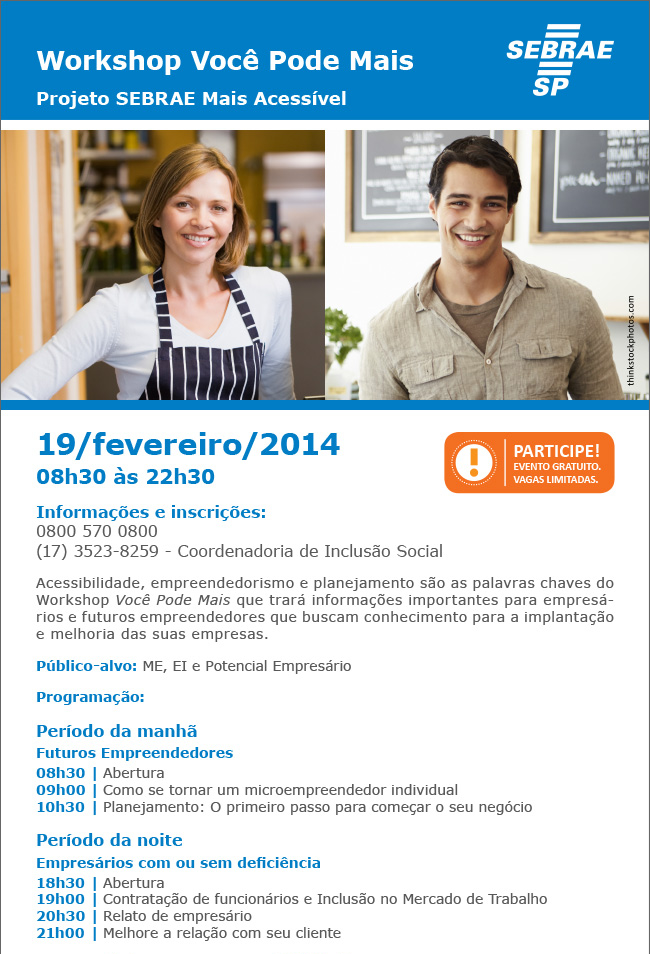 Workshop Você Pode Mais
Projeto SEBRAE Mais Acessível
SEBRAE
SP
thinkstockphotos.com
19/fevereiro/2014
08h30 às 22h30
PARTICIPE!
EVENTO GRATUITO.
VAGAS LIMITADAS.
Informações e inscrições:
0800 570 0800
(17) 3523-8259 - Coordenadoria de Inclusão Social
Acessibilidade, empreendedorismo e planejamento são as palavras chaves do
Workshop Você Pode Mais que trará informações importantes para empresá-
rios e futuros empreendedores que buscam conhecimento para a implantação
e melhoria das suas empresas.
Público-alvo: ME, EI e Potencial Empresário
Programação:
Período da manhã
Futuros Empreendedores
08h30 | Abertura
09h00 | Como se tornar um microempreendedor individual
10h30 | Planejamento: O primeiro passo para começar o seu negócio
Período da noite
Empresários com ou sem deficiência
18h30 | Abertura
19h00 | Contratação de funcionários e Inclusão no Mercado de Trabalho
20h30 | Relato de empresário
21h00 | Melhore a relação com seu cliente